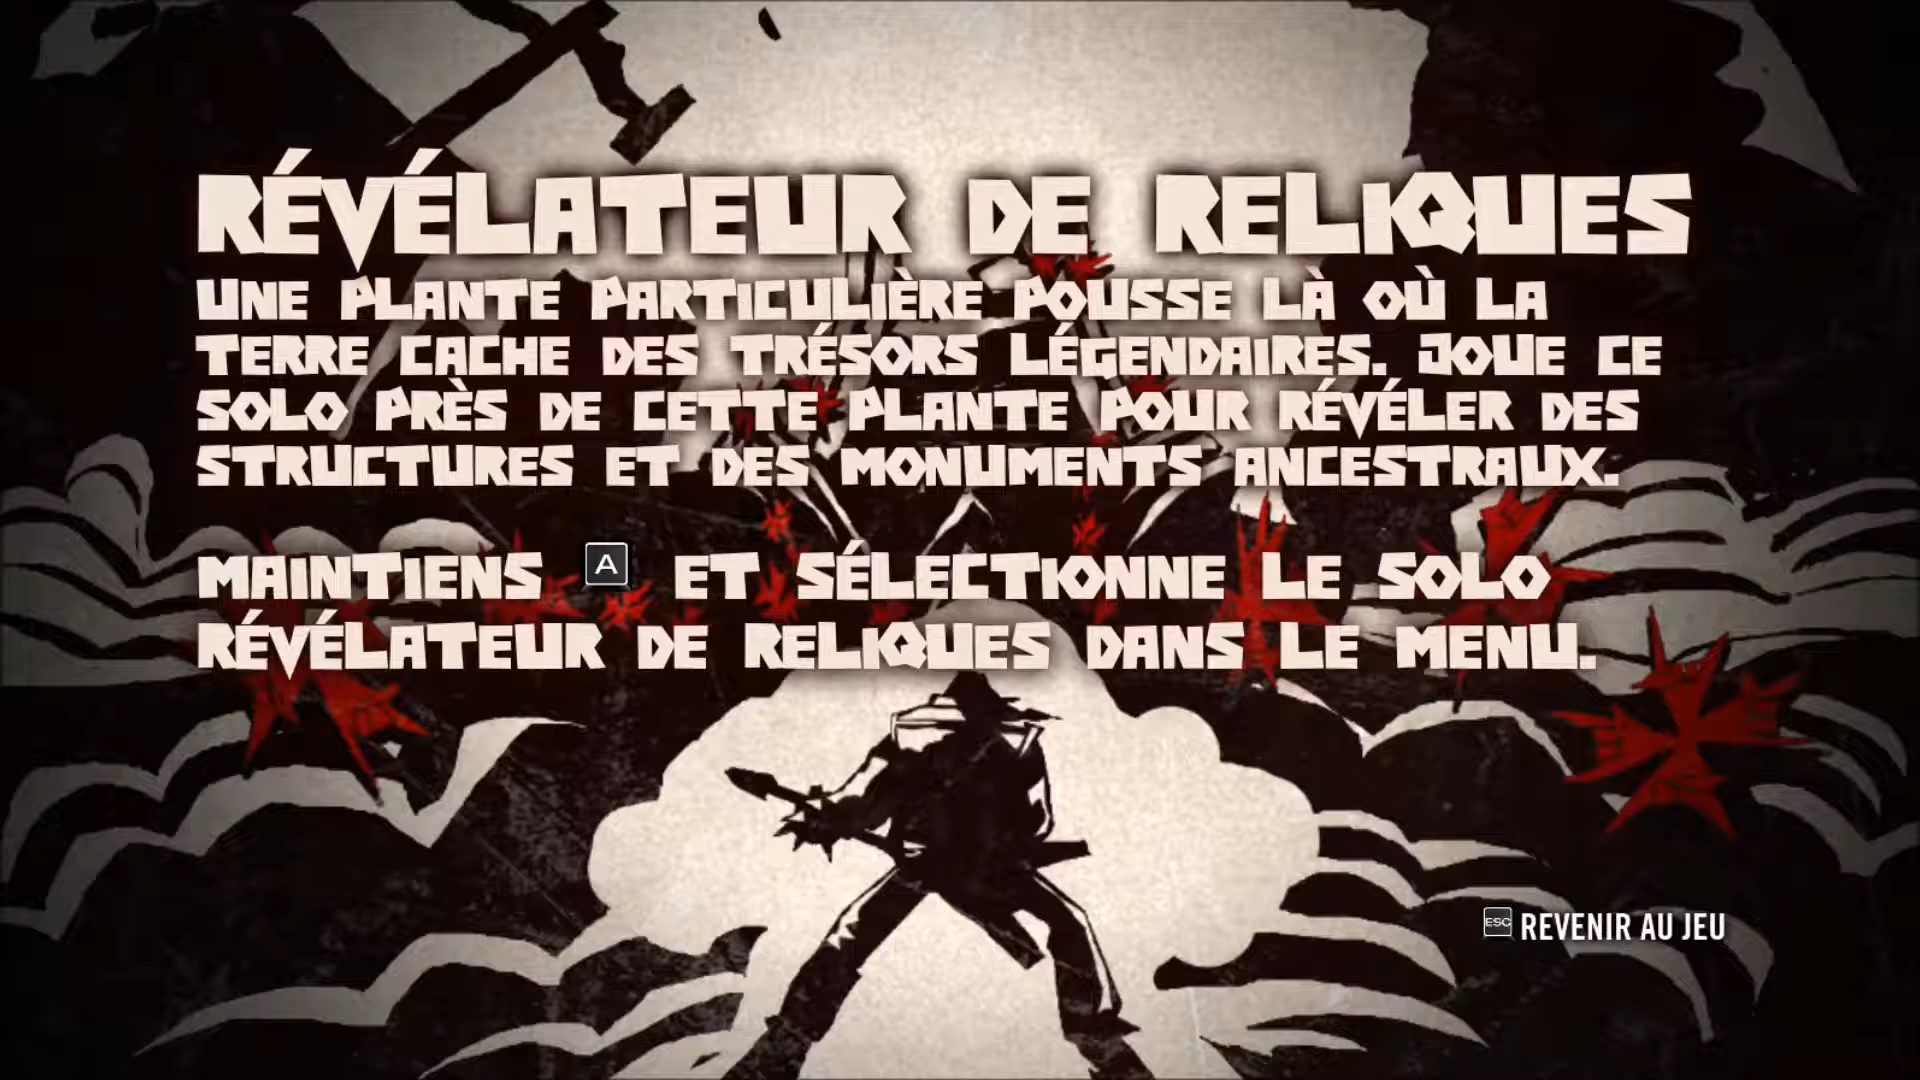 RÉVÉLATEUR DE RELIQUES
UNE PLANTE PARTICULIÈRE POUSSE LÀ OÙ LA
TERRE CACHE DES TRÉSORS LÉGENDAIRES. JOUE CE
SOLO PRÈS DE CETTE PLANTE POUR RÉVÉLER DES
STRUCTURES ET DES MONUMENTS ANCESTRAUX.
MAINTIENS A ET SÉLECTIONNE LE SOLO
RÉVÉLATEUR DE RELIQUES DANS LE MENU.
ESC REVENIR AU JEU